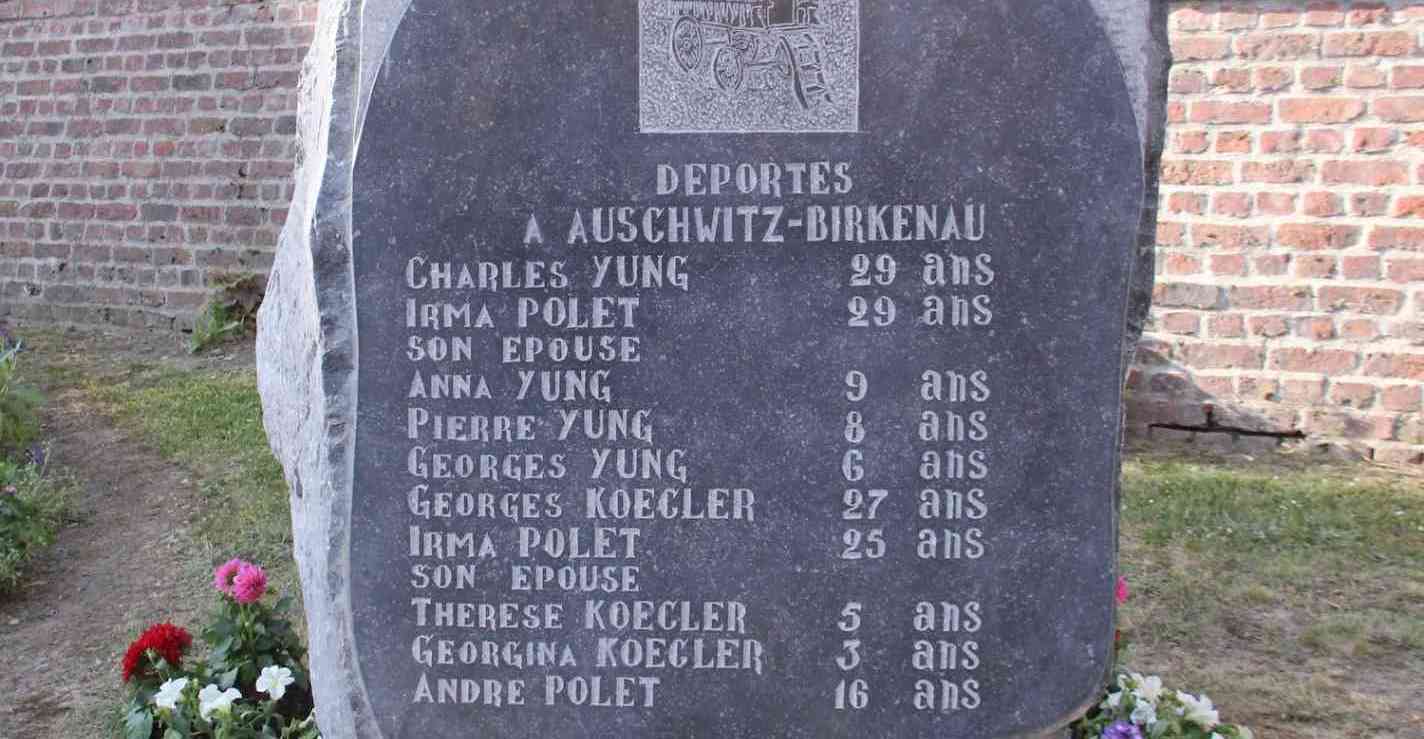 DEPORTES
A AUSCHWITZ-BIRKENAU
CHARLES YUNG 29 ans
IRMA POLET 29 ans
SON EPOUSE
ANNA YUNG 9 ans
PIERRE YUNG 8 ans
GEORGES YUNG 6 ans
GEORGES KOECLER 27 ans
IRMA POLET 25 ans
SON EPOUSE
THERESE KOECLER 5 ans
GEORGINA KOECLER 3 ans
ANDRE POLET 16 ans